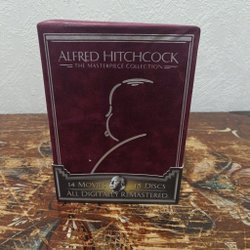 ALFRED HITCHCOCK
THE MASTERPIECE COLLECTION
14 MOVIES 15 DISCS
ALL DIGITALLY REMASTERED